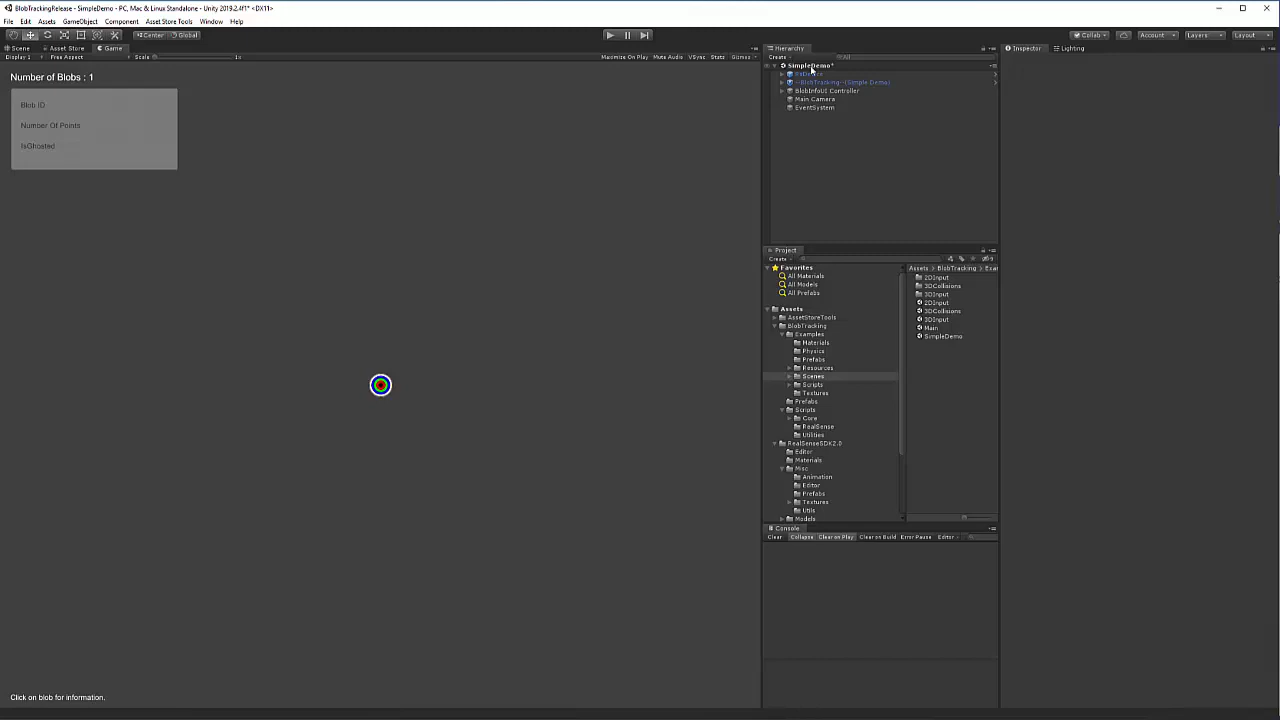 BlobTrackingRelease - SimpleDemo - PC, Mac & Linux Standalone - Unity 2019.2.4f1* <DX11>
File Edit Assets GameObject Component Asset Store Tools Window Help
Center Global
Collab Account Layers Layout
Scene Asset Store Game
Display 1 Free Aspect Scale 1x Maximize On Play Mute Audio VSync Stats Gizmos
Number of Blobs : 1
Blob ID
Number Of Points
IsGhosted
Click on blob for information.
Hierarchy
Create All
SimpleDemo*
--BlobTracking--(Simple Demo)
BlobInfoUI Controller
Main Camera
EventSystem
Project
Create
Favorites
All Materials
All Models
All Prefabs
Assets
AssetStoreTools
BlobTracking
Examples
Materials
Physics
Prefabs
Resources
Scenes
Scripts
Textures
Prefabs
Scripts
Core
RealSense
Utilities
RealSenseSDK2.0
Editor
Materials
Misc
Animation
Editor
Prefabs
Textures
Utils
Models
Assets BlobTracking Exar
2DInput
3DCollisions
3DInput
2DInput
3DCollisions
3DInput
Main
SimpleDemo
Console
Clear Collapse Clear on Play Clear on Build Error Pause Editor
Inspector Lighting